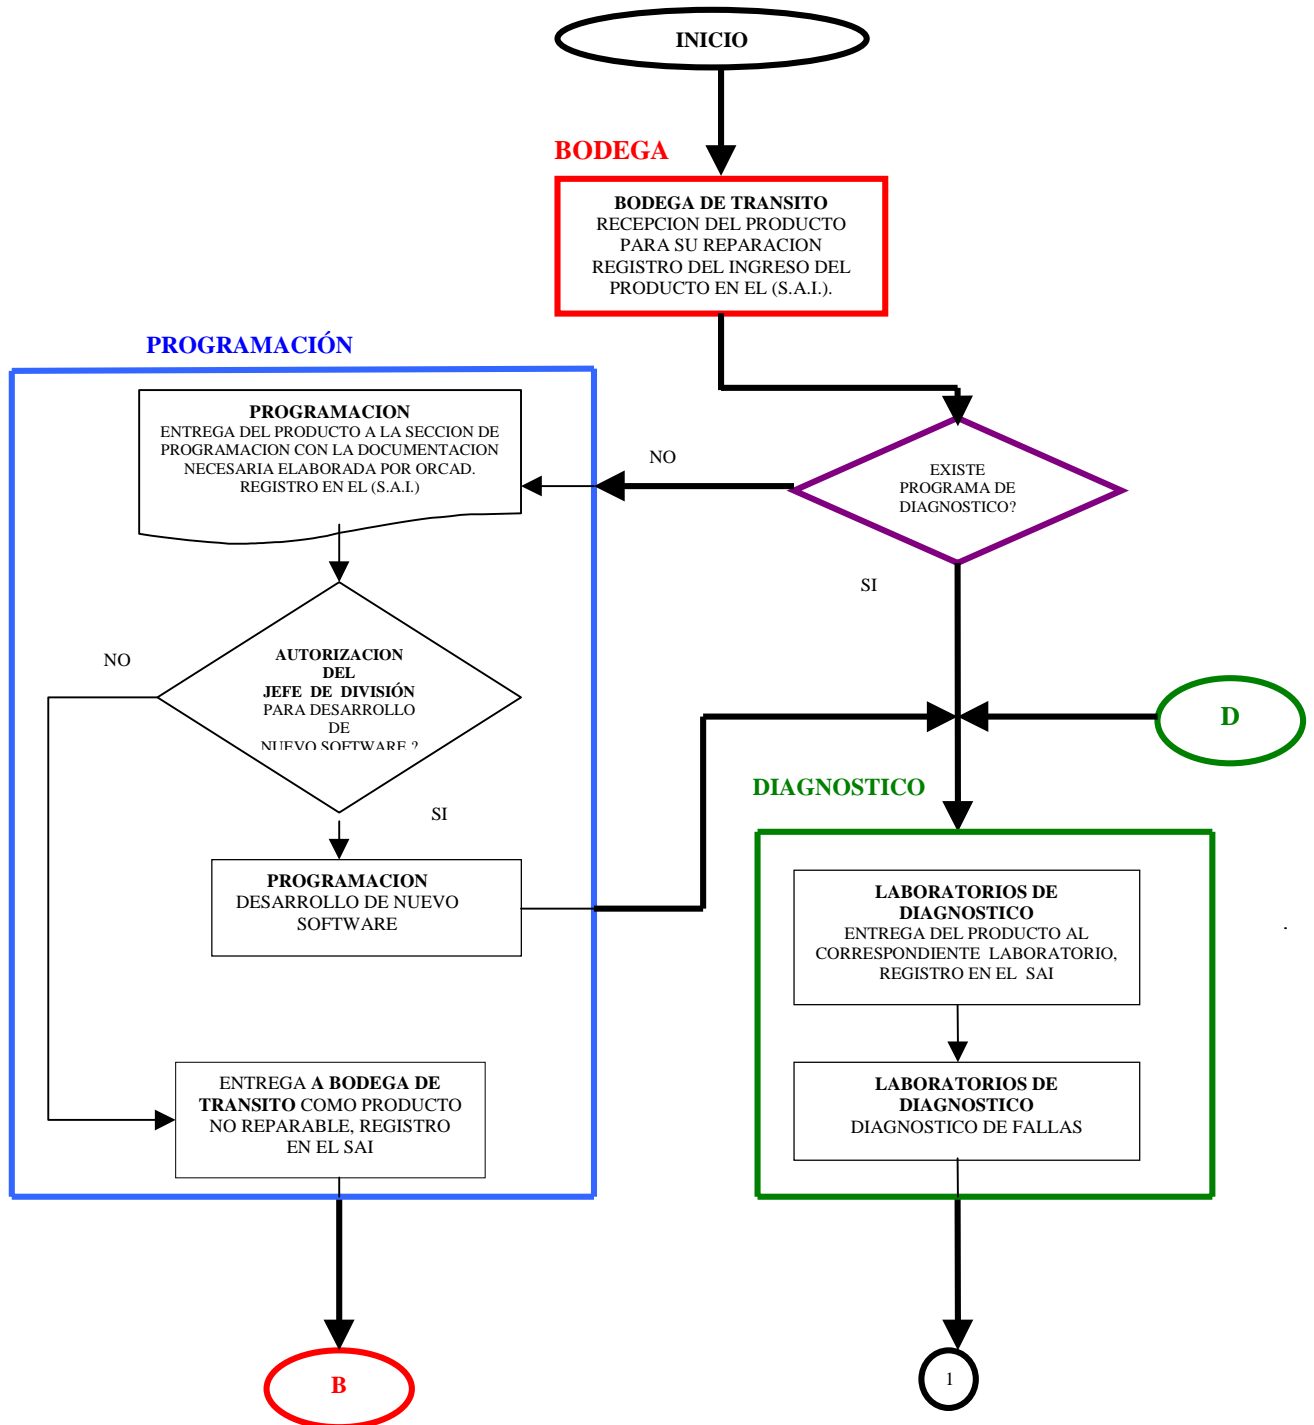 INICIO
BODEGA
BODEGA DE TRANSITO
RECEPCION DEL PRODUCTO
PARA SU REPARACION
REGISTRO DEL INGRESO DEL
PRODUCTO EN EL (S.A.I.).
PROGRAMACIÓN
PROGRAMACION
ENTREGA DEL PRODUCTO A LA SECCION DE
PROGRAMACION CON LA DOCUMENTACION
NECESARIA ELABORADA POR ORCAD.
REGISTRO EN EL (S.A.I.)
NO
EXISTE
PROGRAMA DE
DIAGNOSTICO?
SI
NO
AUTORIZACION
DEL
JEFE DE DIVISIÓN
PARA DESARROLLO
DE
NUEVO SOFTWARE ?
SI
D
DIAGNOSTICO
PROGRAMACION
DESARROLLO DE NUEVO
SOFTWARE
LABORATORIOS DE
DIAGNOSTICO
ENTREGA DEL PRODUCTO AL
CORRESPONDIENTE LABORATORIO,
REGISTRO EN EL SAI
.
ENTREGA A BODEGA DE
TRANSITO COMO PRODUCTO
NO REPARABLE, REGISTRO
EN EL SAI
LABORATORIOS DE
DIAGNOSTICO
DIAGNOSTICO DE FALLAS
B
1